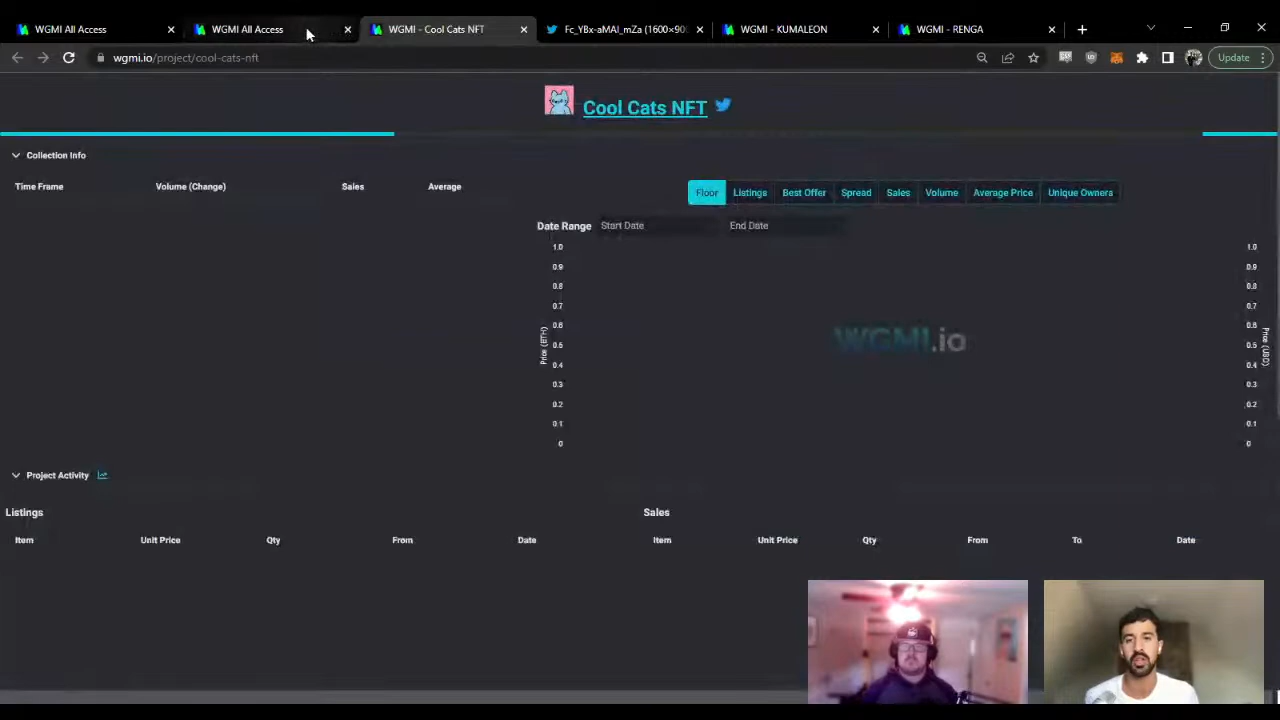 WGMI All Access
WGMI All Access
WGMI - Cool Cats NFT
Fc_YBx-aMAI_mZa (1600×90
WGMI - KUMALEON
WGMI - RENGA
wgmi.io/project/cool-cats-nft
Update
Cool Cats NFT
Collection Info
Time Frame Volume (Change) Sales Average
Floor Listings Best Offer Spread Sales Volume Average Price Unique Owners
Date Range Start Date End Date
1.0 1.0
0.9 0.9
0.8 0.8
0.7 0.7
0.6 0.6
0.5 0.5
0.4 0.4
0.3 0.3
0.2 0.2
0.1 0.1
0 0
Price (ETH)
Price (USD)
WGMI.io
Project Activity
Listings
Item Unit Price Qty From Date
Sales
Item Unit Price Qty From To Date